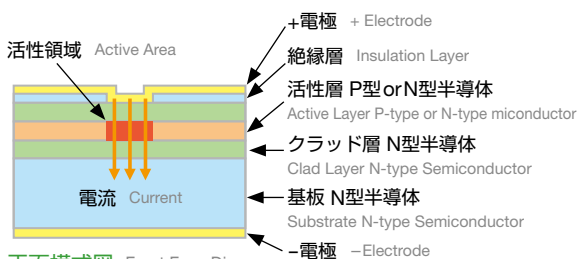 +電極 + Electrode
活性領域 Active Area
絶縁層 Insulation Layer
活性層 P型orN型半導体
Active Layer P-type or N-type miconductor
クラッド層 N型半導体
Clad Layer N-type Semiconductor
電流 Current
基板 N型半導体
Substrate N-type Semiconductor
−電極 −Electrode